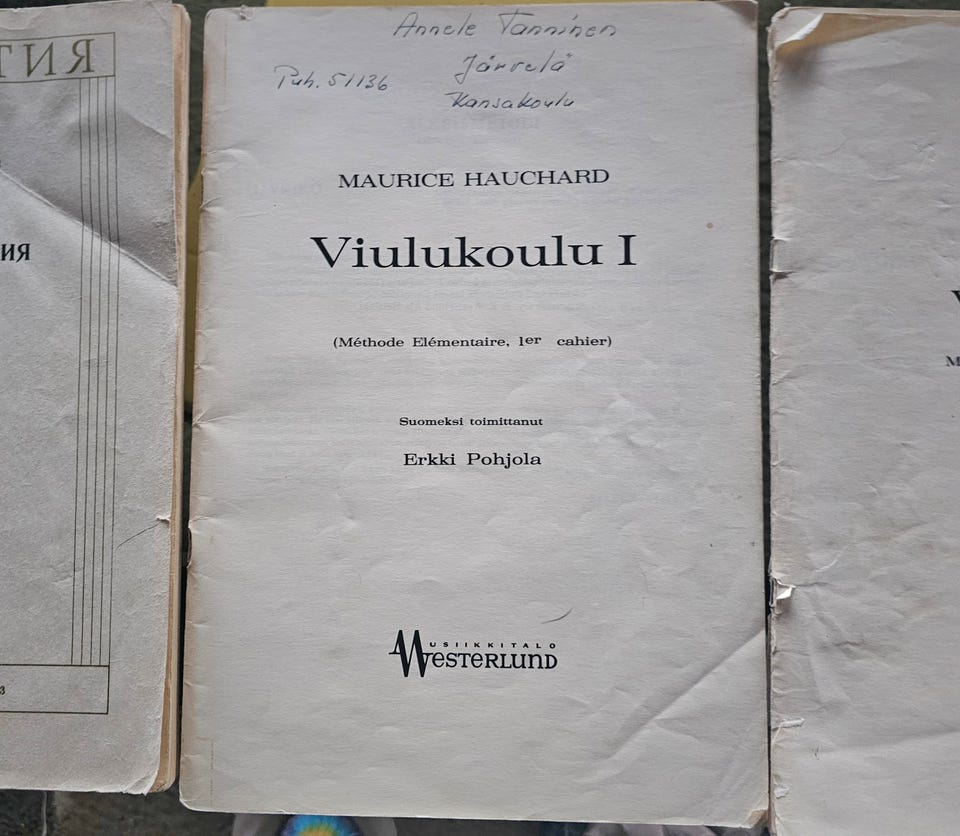 ТИЯ
ИЯ
Annele Tanninen
Järvelä
Puh. 51136
Kansakoulu
MAURICE HAUCHARD
Viulukoulu I
(Méthode Elémentaire, 1er cahier)
Suomeksi toimittanut
Erkki Pohjola
MUSIIKKITALO
WESTERLUND
M